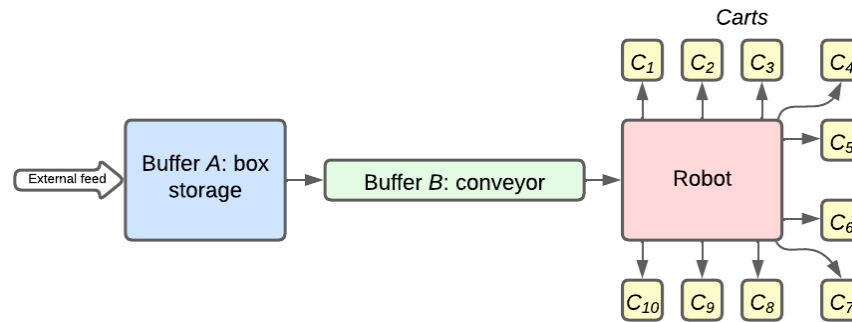 Carts
C1 C2 C3 C4
External feed
Buffer A: box
storage
Buffer B: conveyor
Robot
C5
C6
C10 C9 C8 C7